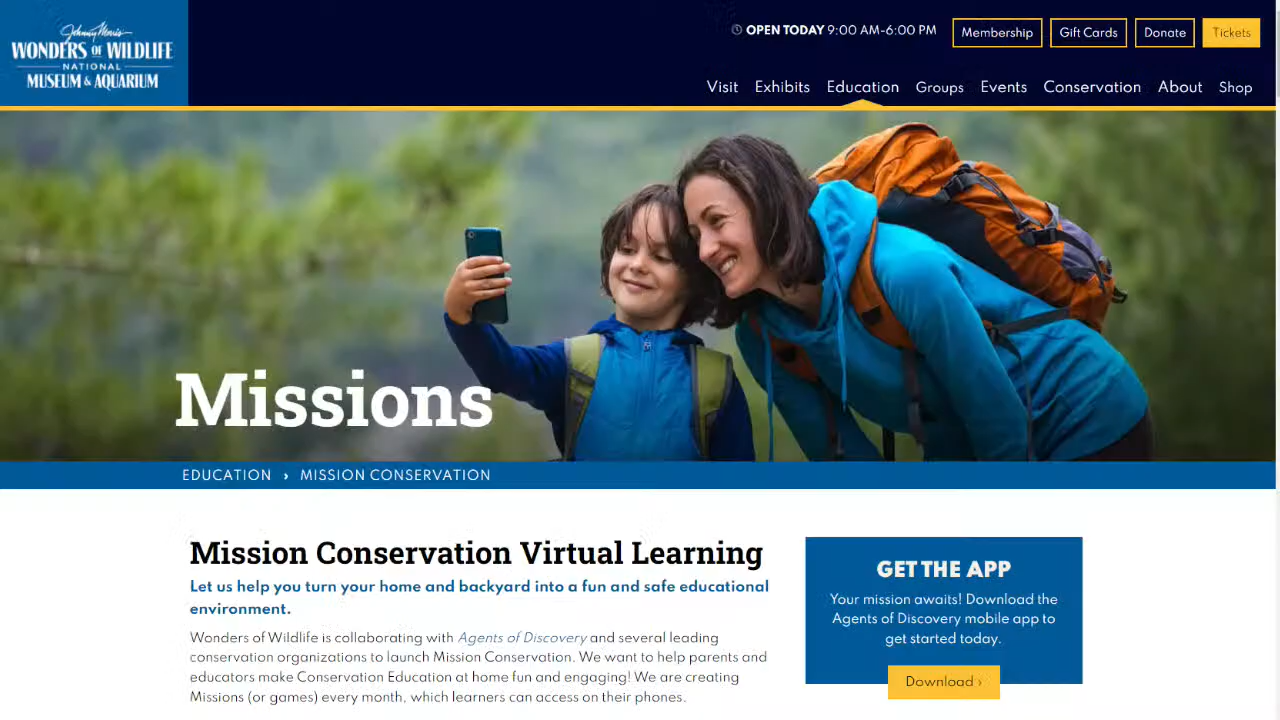 Johnny Morris
WONDERS OF WILDLIFE
NATIONAL
MUSEUM & AQUARIUM
OPEN TODAY 9:00 AM-6:00 PM
Membership
Gift Cards
Donate
Tickets
Visit
Exhibits
Education
Groups
Events
Conservation
About
Shop
Missions
EDUCATION › MISSION CONSERVATION
Mission Conservation Virtual Learning
Let us help you turn your home and backyard into a fun and safe educational
environment.
Wonders of Wildlife is collaborating with Agents of Discovery and several leading
conservation organizations to launch Mission Conservation. We want to help parents and
educators make Conservation Education at home fun and engaging! We are creating
Missions (or games) every month, which learners can access on their phones.
GET THE APP
Your mission awaits! Download the
Agents of Discovery mobile app to
get started today.
Download ›